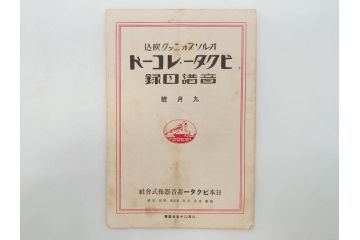 オルソフォニック吹込
ビクター・レコード
音譜目録
九月號
日本ビクター蓄音器株式會社